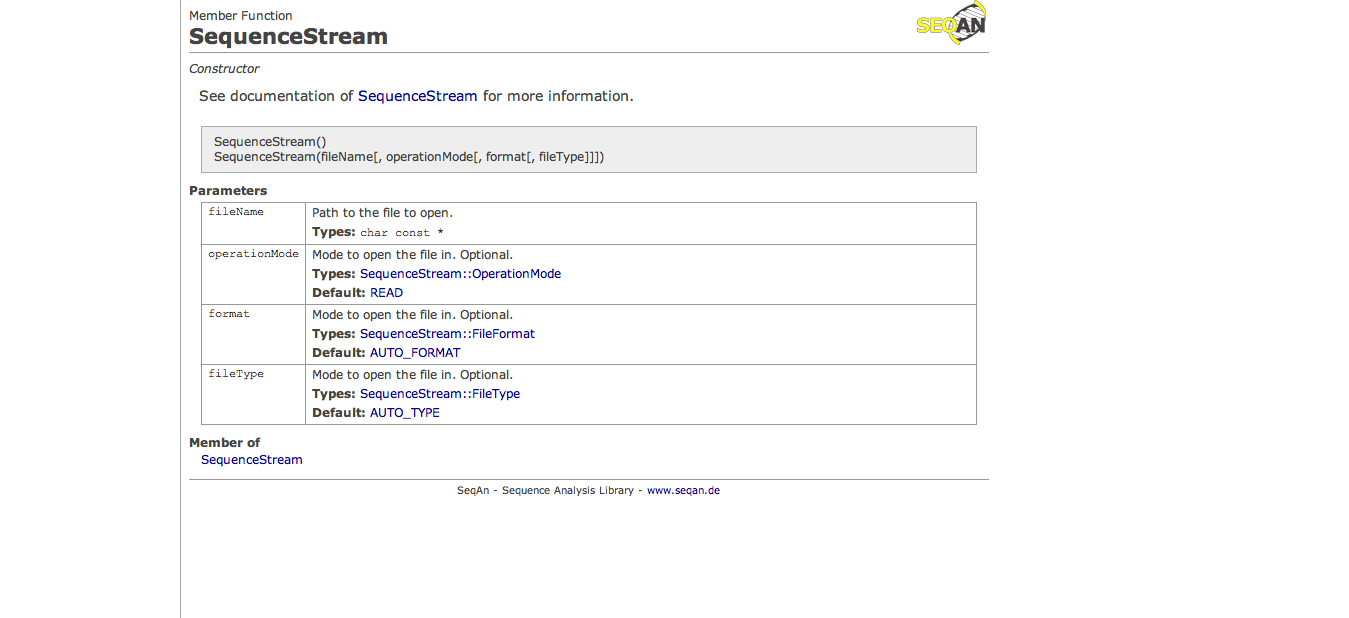 Member Function
SequenceStream
SEQAN
Constructor
See documentation of SequenceStream for more information.
SequenceStream()
SequenceStream(fileName[, operationMode[, format[, fileType]]])
Parameters
fileName
Path to the file to open.
Types: char const *
operationMode
Mode to open the file in. Optional.
Types: SequenceStream::OperationMode
Default: READ
format
Mode to open the file in. Optional.
Types: SequenceStream::FileFormat
Default: AUTO_FORMAT
fileType
Mode to open the file in. Optional.
Types: SequenceStream::FileType
Default: AUTO_TYPE
Member of
SequenceStream
SeqAn - Sequence Analysis Library - www.seqan.de